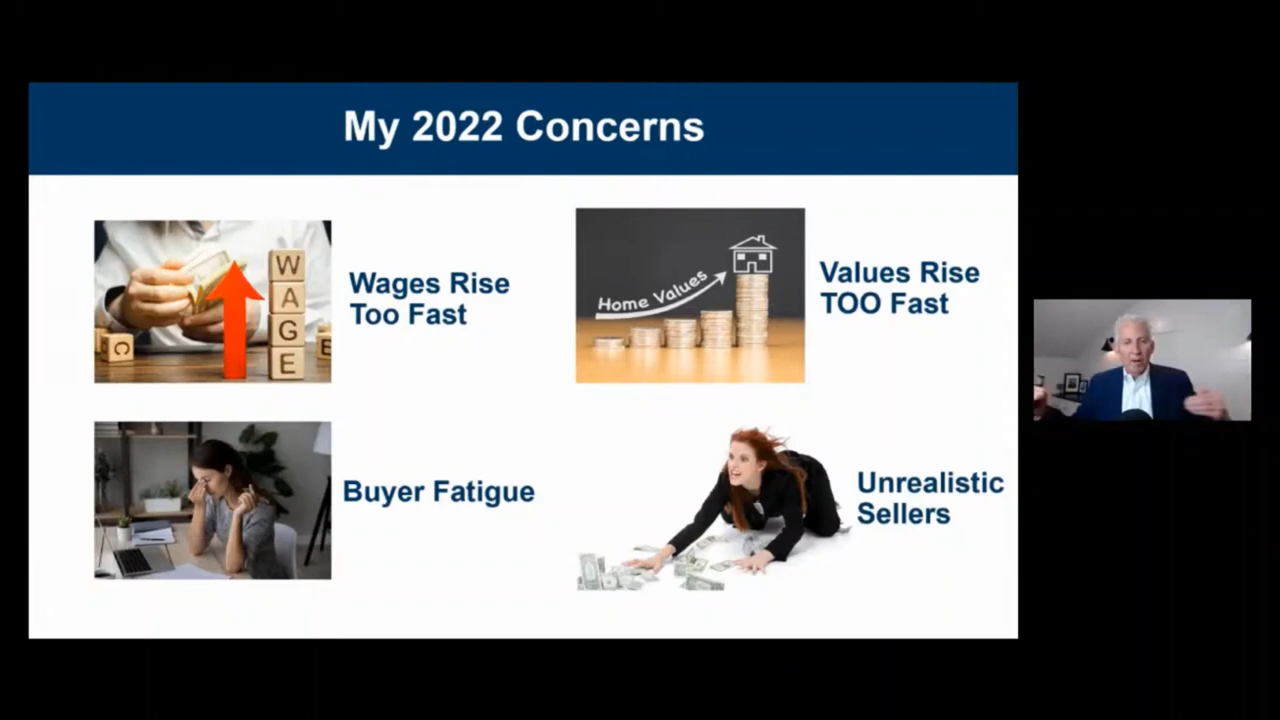 My 2022 Concerns
WAGE
C
E
Wages Rise
Too Fast
Home Values
Values Rise
TOO Fast
Buyer Fatigue
Unrealistic
Sellers